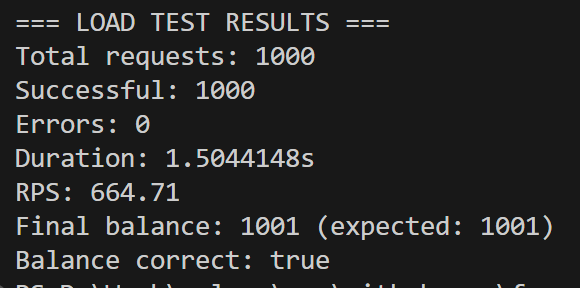 === LOAD TEST RESULTS ===
Total requests: 1000
Successful: 1000
Errors: 0
Duration: 1.5044148s
RPS: 664.71
Final balance: 1001 (expected: 1001)
Balance correct: true